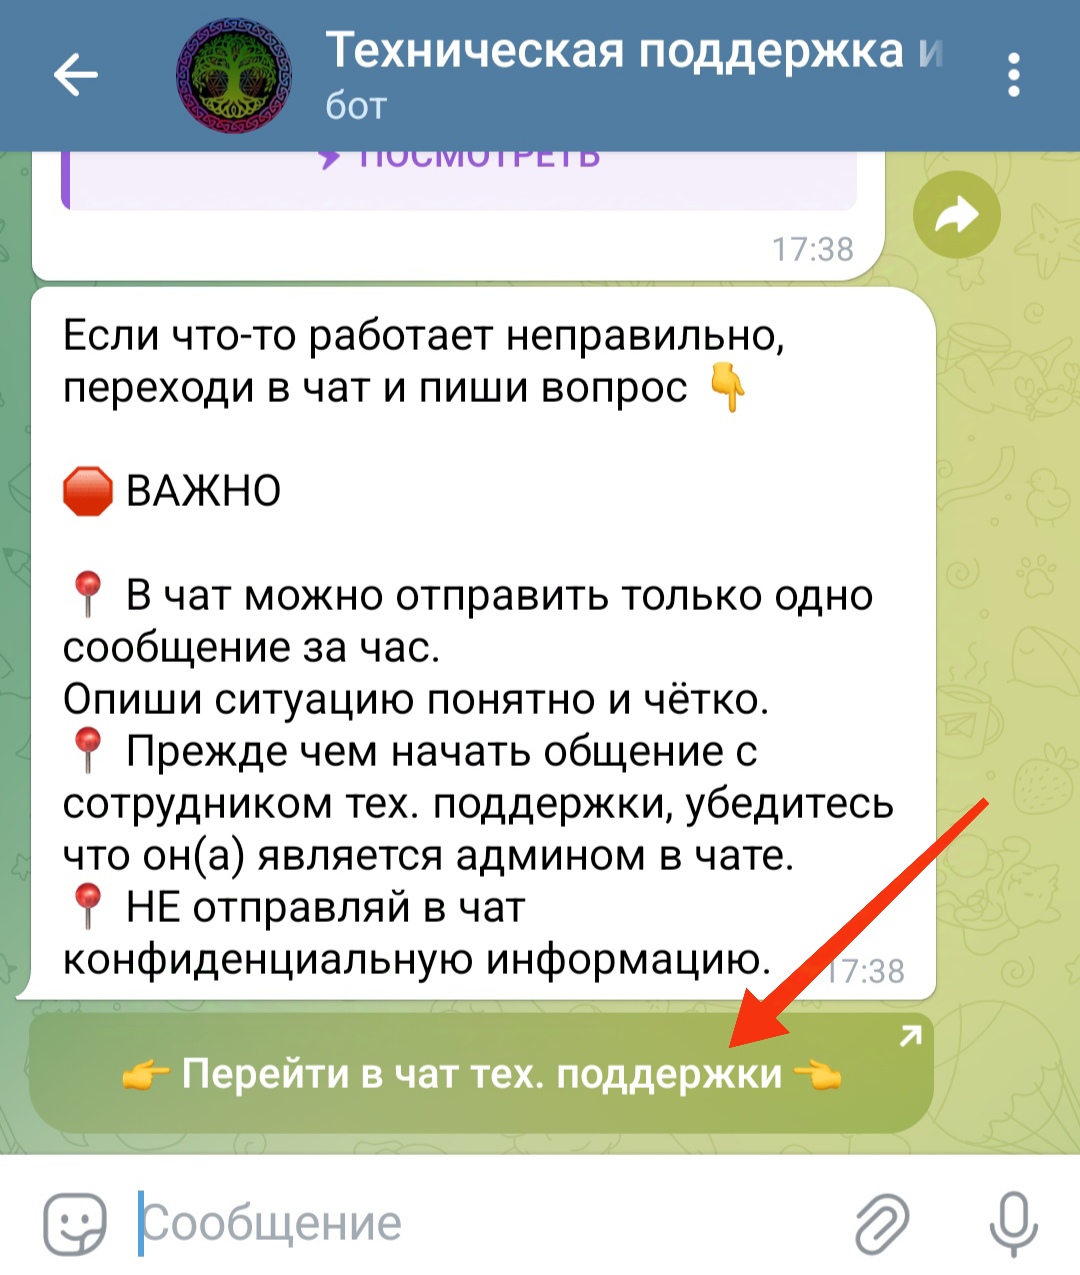 Техническая поддержка и
бот
ПОСМОТРЕТЬ
17:38
Если что-то работает неправильно,
переходи в чат и пиши вопрос 👇
🛑 ВАЖНО
📍 В чат можно отправить только одно
сообщение за час.
Опиши ситуацию понятно и чётко.
📍 Прежде чем начать общение с
сотрудником тех. поддержки, убедитесь
что он(а) является админом в чате.
📍 НЕ отправляй в чат
конфиденциальную информацию.
17:38
👉 Перейти в чат тех. поддержки 👈
Сообщение